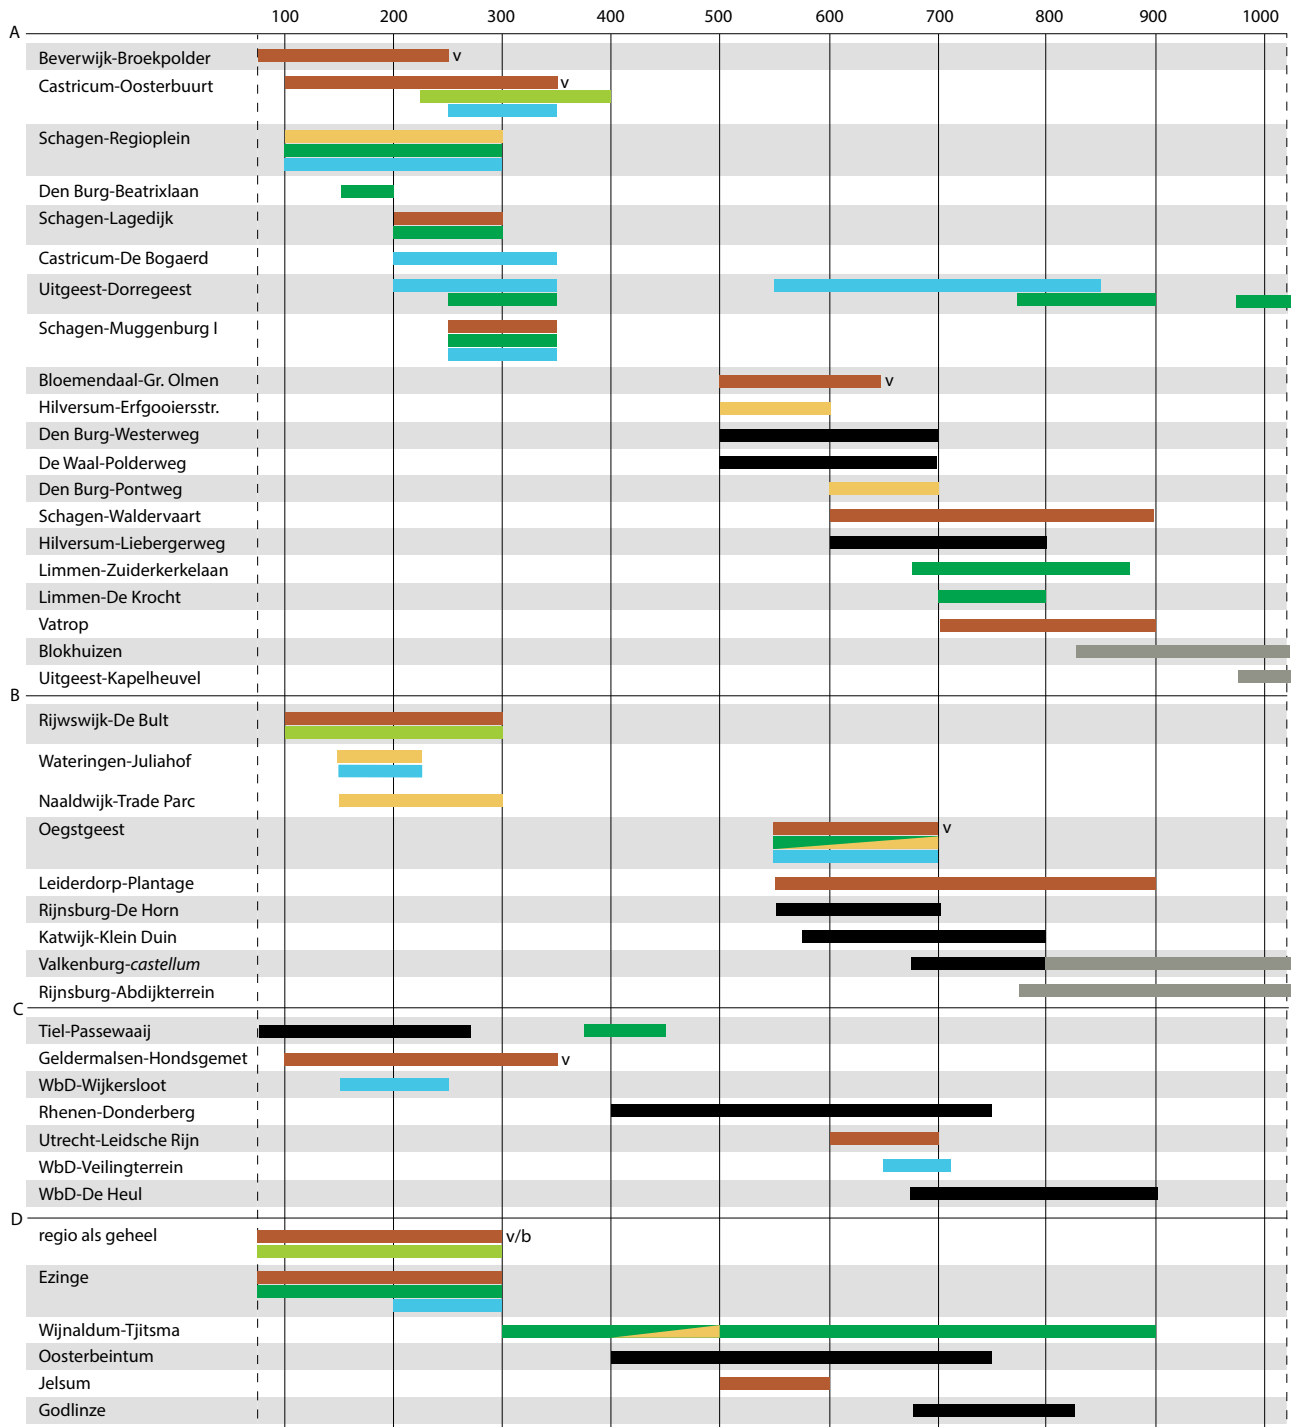 100 200 300 400 500 600 700 800 900 1000
A
Beverwijk-Broekpolder v
Castricum-Oosterbuurt v
Schagen-Regioplein
Den Burg-Beatrixlaan
Schagen-Lagedijk
Castricum-De Bogaerd
Uitgeest-Dorregeest
Schagen-Muggenburg I
Bloemendaal-Gr. Olmen v
Hilversum-Erfgooiersstr.
Den Burg-Westerweg
De Waal-Polderweg
Den Burg-Pontweg
Schagen-Waldervaart
Hilversum-Liebergerweg
Limmen-Zuiderkerkelaan
Limmen-De Krocht
Vatrop
Blokhuizen
Uitgeest-Kapelheuvel
B
Rijwswijk-De Bult
Wateringen-Juliahof
Naaldwijk-Trade Parc
Oegstgeest v
Leiderdorp-Plantage
Rijnsburg-De Horn
Katwijk-Klein Duin
Valkenburg-castellum
Rijnsburg-Abdijkterrein
C
Tiel-Passewaaij
Geldermalsen-Hondsgemet v
WbD-Wijkersloot
Rhenen-Donderberg
Utrecht-Leidsche Rijn
WbD-Veilingterrein
WbD-De Heul
D
regio als geheel v/b
Ezinge
Wijnaldum-Tjitsma
Oosterbeintum
Jelsum
Godlinze